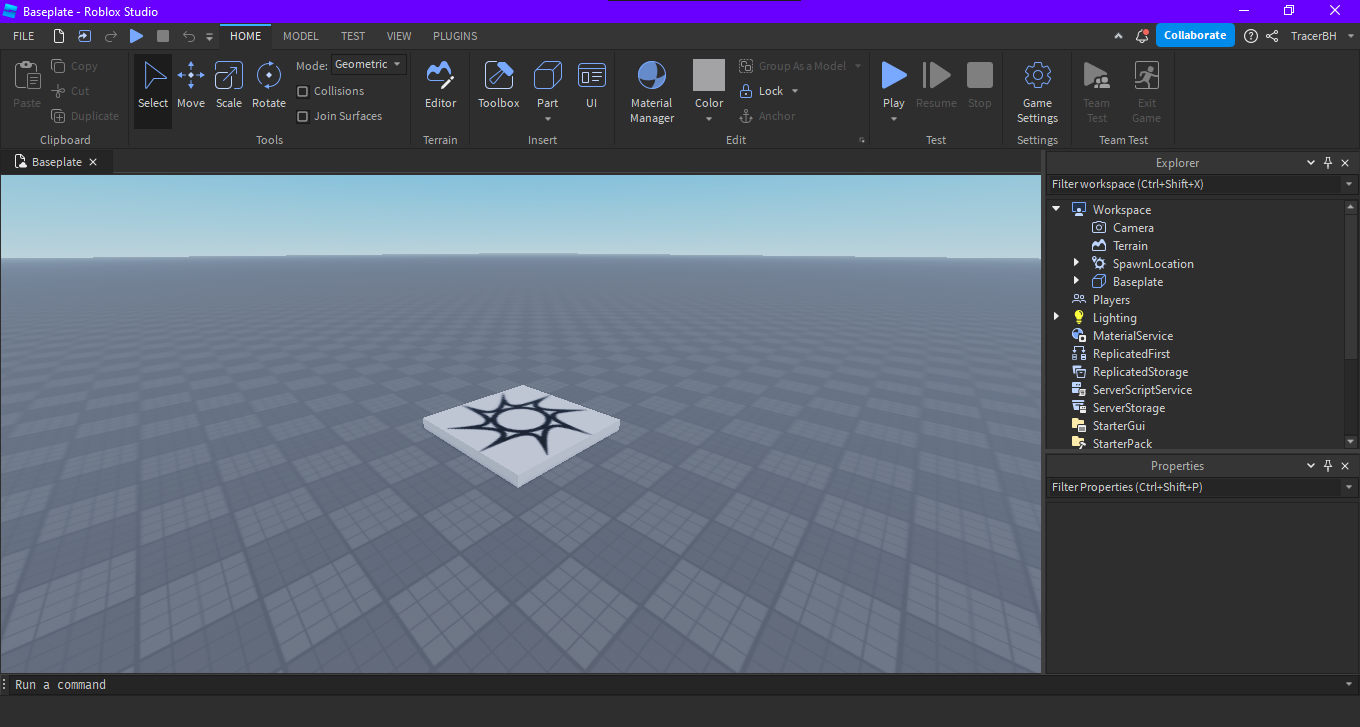 Baseplate - Roblox Studio
FILE HOME MODEL TEST VIEW PLUGINS Collaborate TracerBH
Paste
Copy
Cut
Duplicate
Clipboard
Select Move Scale Rotate
Mode: Geometric
Collisions
Join Surfaces
Tools
Editor
Terrain
Toolbox Part UI
Insert
Material
Manager
Color
Group As a Model
Lock
Anchor
Edit
Play Resume Stop
Test
Game
Settings
Settings
Team
Test
Exit
Game
Team Test
Baseplate
Explorer
Filter workspace (Ctrl+Shift+X)
Workspace
Camera
Terrain
SpawnLocation
Baseplate
Players
Lighting
MaterialService
ReplicatedFirst
ReplicatedStorage
ServerScriptService
ServerStorage
StarterGui
StarterPack
Properties
Filter Properties (Ctrl+Shift+P)
Run a command